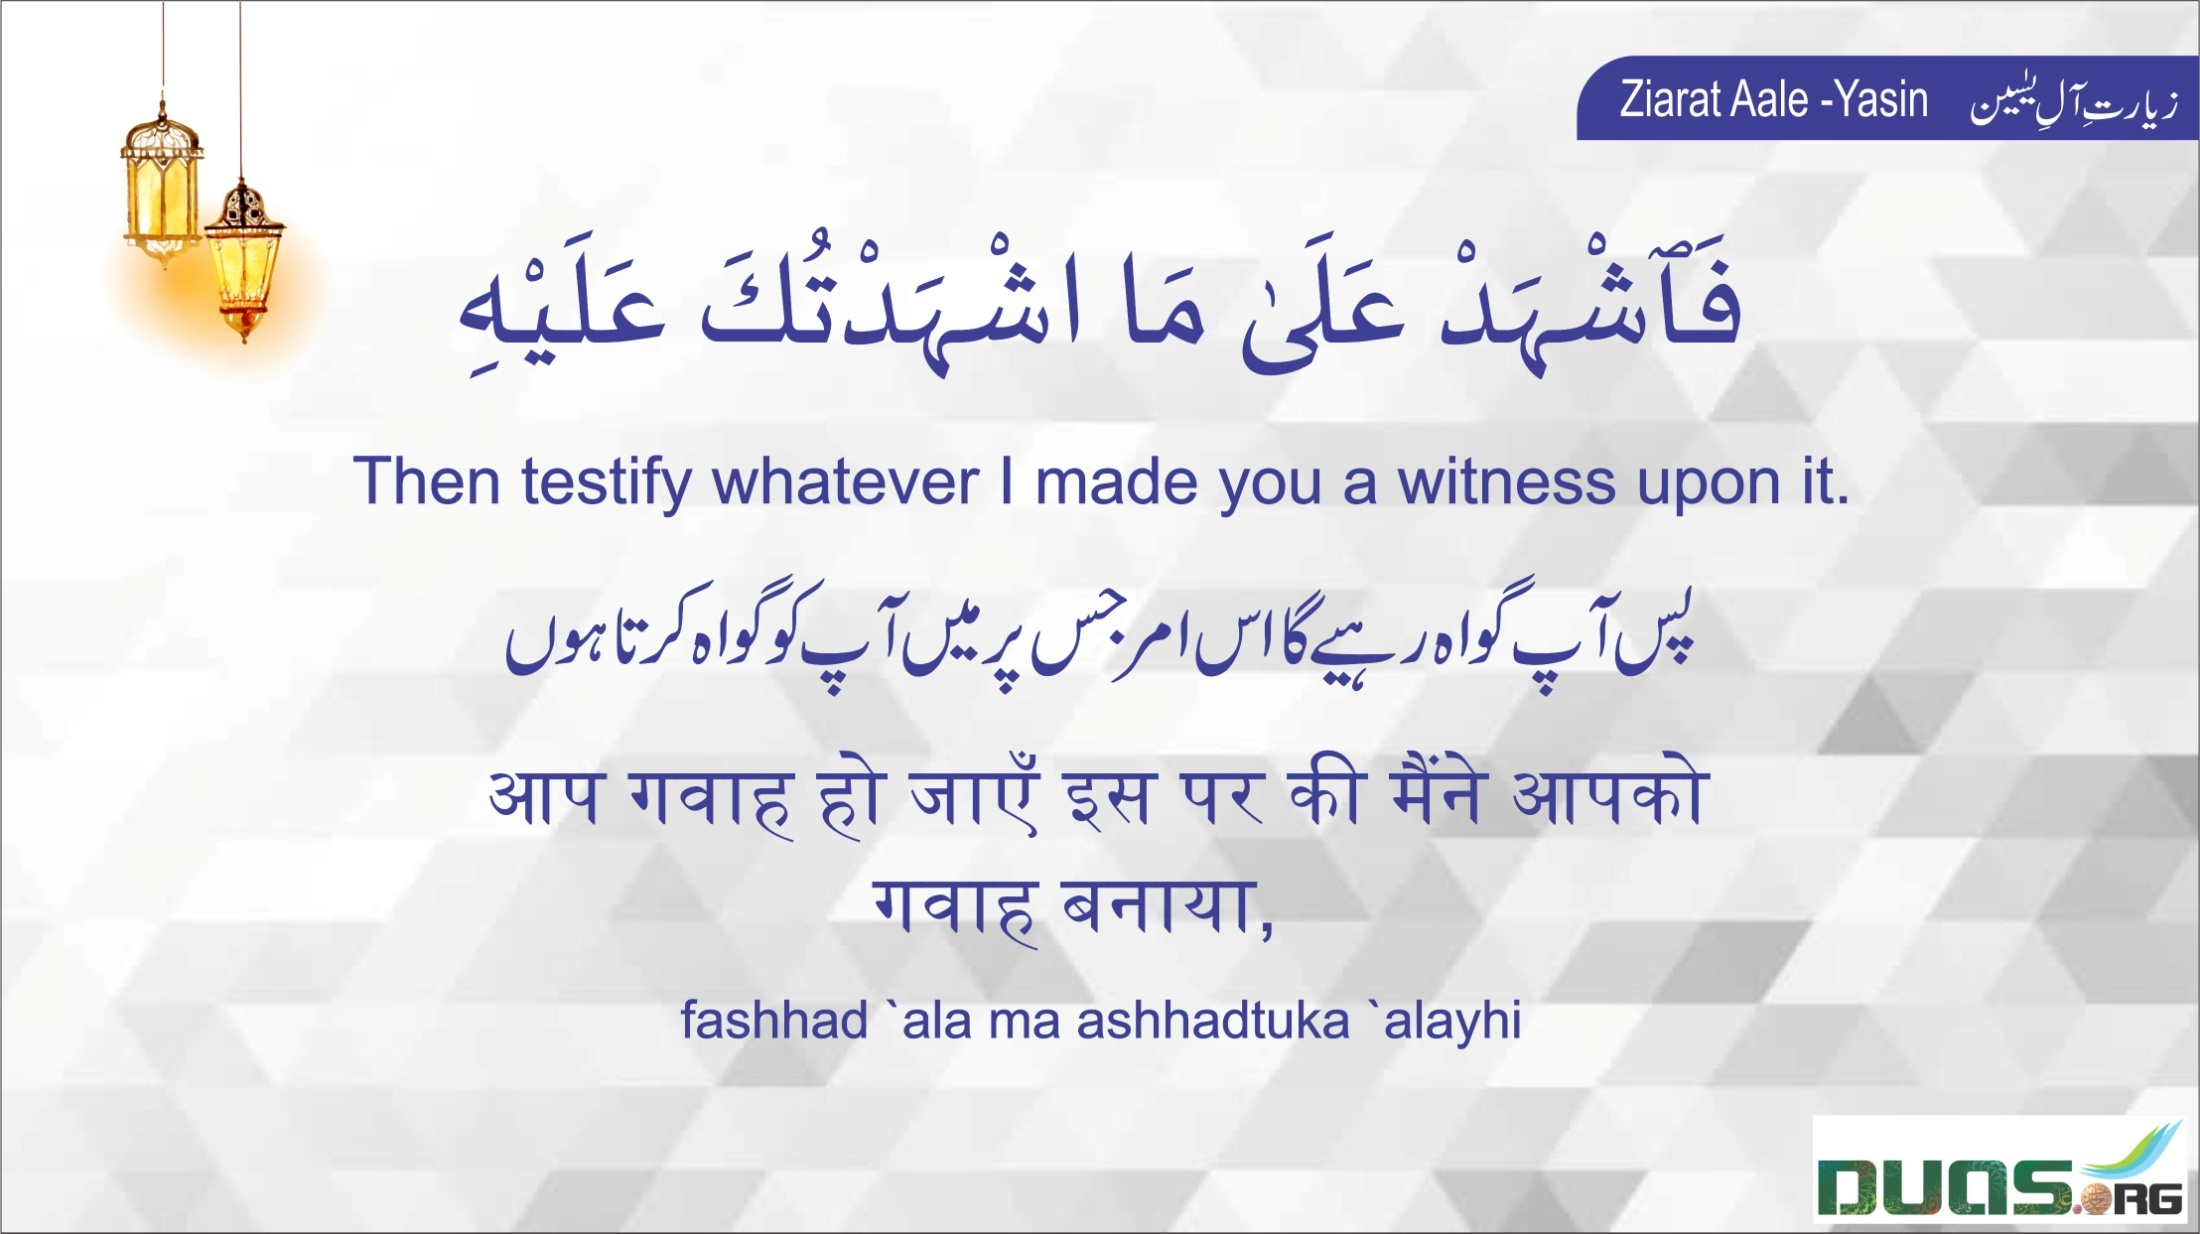 Ziarat Aale -Yasin زیارتِ آلِ یٰسین
فَٱشْهَدْ عَلَىٰ مَا اشْهَدْتُكَ عَلَيْهِ
Then testify whatever I made you a witness upon it.
پس آپ گواہ رہیے گا اس امر جس پر میں آپ کو گواہ کرتا ہوں
आप गवाह हो जाएँ इस पर की मैंने आपको
गवाह बनाया,
fashhad `ala ma ashhadtuka `alayhi
DUAS.ORG